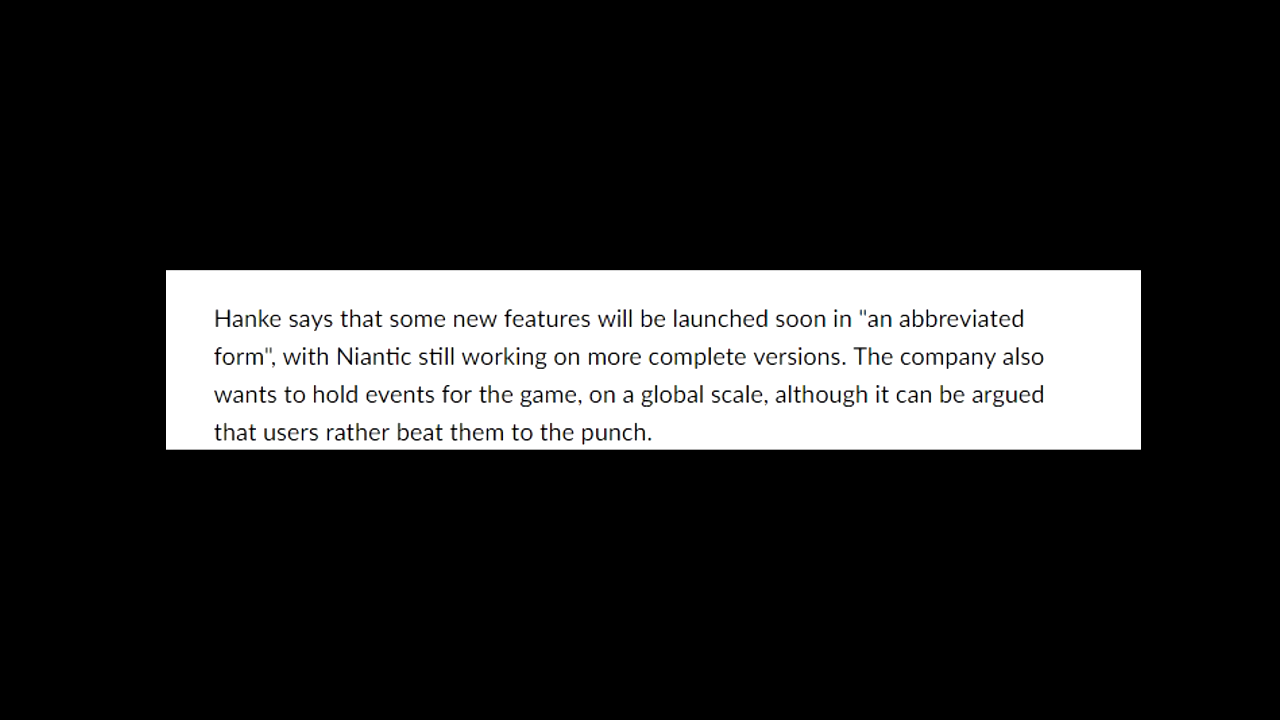 Hanke says that some new features will be launched soon in "an abbreviated
form", with Niantic still working on more complete versions. The company also
wants to hold events for the game, on a global scale, although it can be argued
that users rather beat them to the punch.